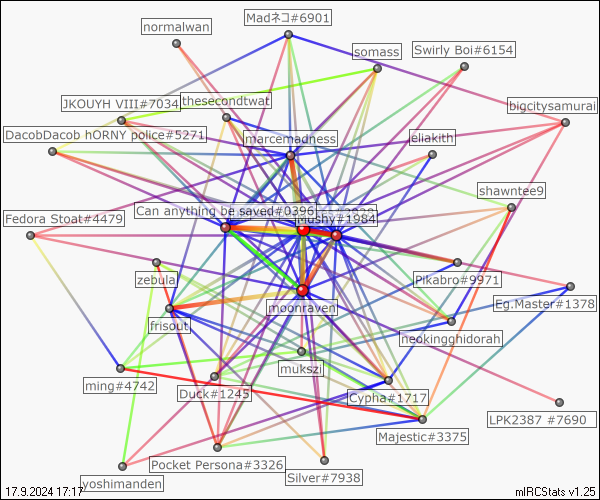 Madネコ#6901
normalwan
somass
Swirly Boi#6154
JKOUYH VIII#7034
thesecondtwat
bigcitysamurai
DacobDacob hORNY police#5271
marcemadness
eliakith
shawntee9
Can anything be saved#0396
Mushy#1984
Fedora Stoat#4479
zebula
Pikabro#9971
Eg.Master#1378
moonraven
frisout
neokingghidorah
mukszi
ming#4742
Duck#1245
Cypha#1717
LPK2387 #7690
Majestic#3375
Pocket Persona#3326
Silver#7938
yoshimanden
17.9.2024 17:17
mIRCStats v1.25